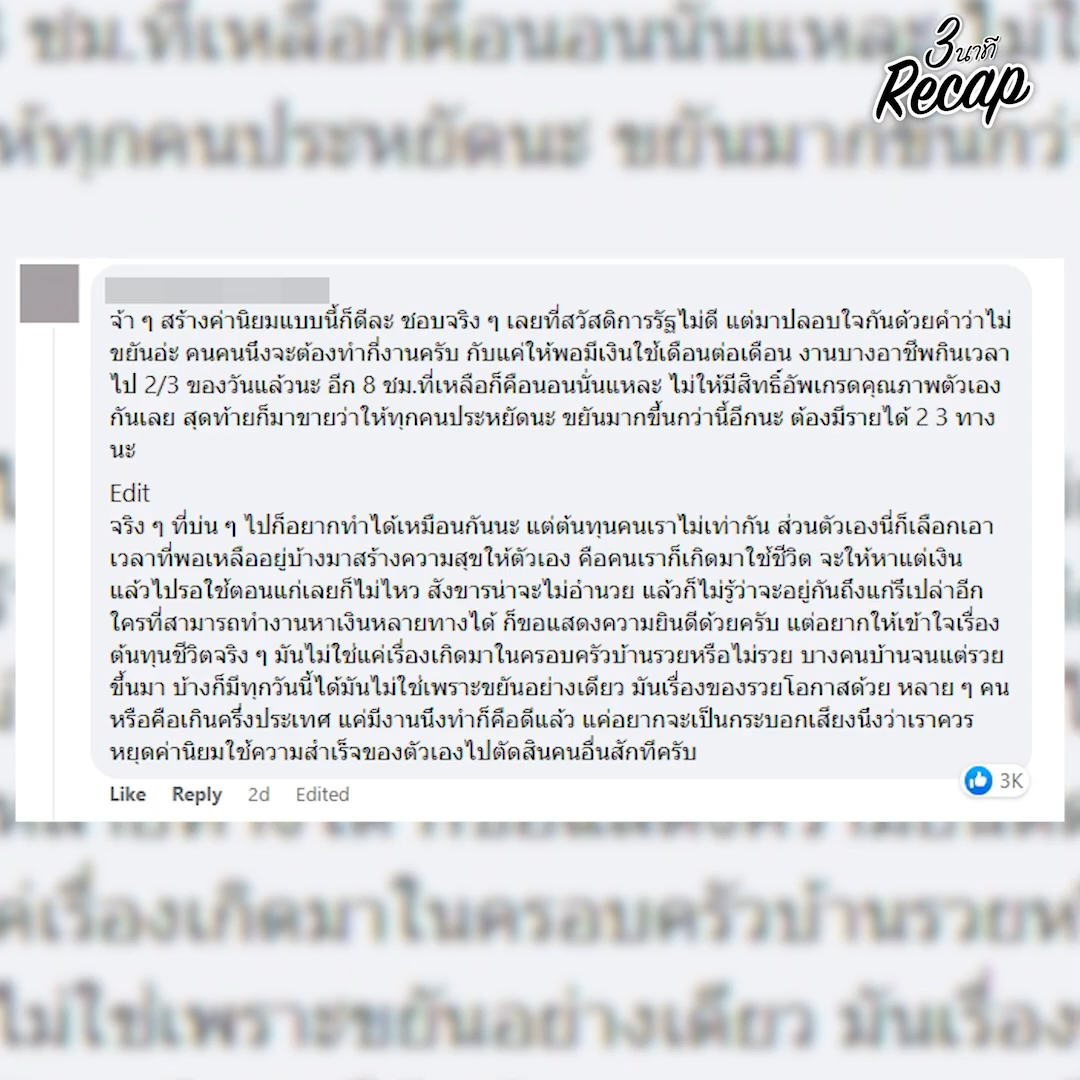 3 นาที
Recap
จ้า ๆ สร้างค่านิยมแบบนี้ก็ดีละ ชอบจริง ๆ เลยที่สวัสดิการรัฐไม่ดี แต่มาปลอบใจกันด้วยคำว่าไม่
ขยันอ่ะ คนคนนึงจะต้องทำกี่งานครับ กับแค่ให้พอมีเงินใช้เดือนต่อเดือน งานบางอาชีพกินเวลา
ไป 2/3 ของวันแล้วนะ อีก 8 ชม.ที่เหลือก็คือนอนนั่นแหละ ไม่ให้มีสิทธิ์อัพเกรดคุณภาพตัวเอง
กันเลย สุดท้ายก็มาขายว่าให้ทุกคนประหยัดนะ ขยันมากขึ้นกว่านี้อีกนะ ต้องมีรายได้ 2 3 ทาง
นะ
Edit
จริง ๆ ที่บ่น ๆ ไปก็อยากทำได้เหมือนกันนะ แต่ต้นทุนคนเราไม่เท่ากัน ส่วนตัวเองนี่ก็เลือกเอา
เวลาที่พอเหลืออยู่บ้างมาสร้างความสุขให้ตัวเอง คือคนเราก็เกิดมาใช้ชีวิต จะให้หาแต่เงิน
แล้วไปรอใช้ตอนแก่เลยก็ไม่ไหว สังขารน่าจะไม่อำนวย แล้วก็ไม่รู้ว่าจะอยู่กันถึงแก่รึเปล่าอีก
ใครที่สามารถทำงานหาเงินหลายทางได้ ก็ขอแสดงความยินดีด้วยครับ แต่อยากให้เข้าใจเรื่อง
ต้นทุนชีวิตจริง ๆ มันไม่ใช่แค่เรื่องเกิดมาในครอบครัวบ้านรวยหรือไม่รวย บางคนบ้านจนแต่รวย
ขึ้นมา บ้างก็มีทุกวันนี้ได้มันไม่ใช่เพราะขยันอย่างเดียว มันเรื่องของรวยโอกาสด้วย หลาย ๆ คน
หรือคือเกินครึ่งประเทศ แค่มีงานนึงทำก็คือดีแล้ว แค่อยากจะเป็นกระบอกเสียงนึงว่าเราควร
หยุดค่านิยมใช้ความสำเร็จของตัวเองไปตัดสินคนอื่นสักทีครับ
3K
Like Reply 2d Edited